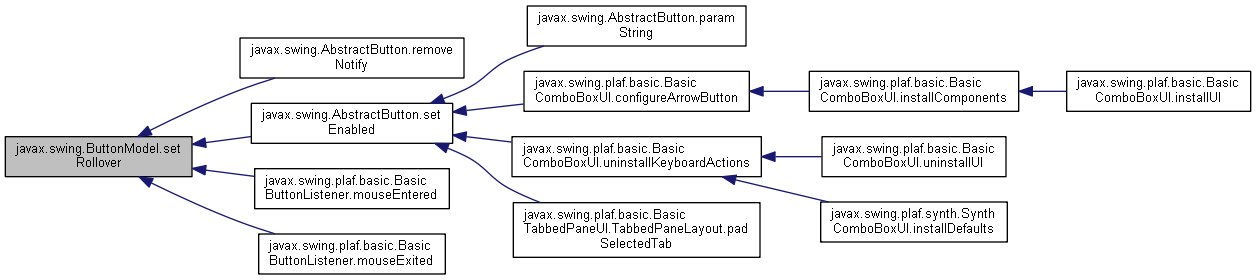 javax.swing.ButtonModel.set
Rollover
javax.swing.AbstractButton.remove
Notify
javax.swing.AbstractButton.set
Enabled
javax.swing.plaf.basic.Basic
ButtonListener.mouseEntered
javax.swing.plaf.basic.Basic
ButtonListener.mouseExited
javax.swing.AbstractButton.param
String
javax.swing.plaf.basic.Basic
ComboBoxUI.configureArrowButton
javax.swing.plaf.basic.Basic
ComboBoxUI.uninstallKeyboardActions
javax.swing.plaf.basic.Basic
TabbedPaneUI.TabbedPaneLayout.pad
SelectedTab
javax.swing.plaf.basic.Basic
ComboBoxUI.installComponents
javax.swing.plaf.basic.Basic
ComboBoxUI.uninstallUI
javax.swing.plaf.synth.Synth
ComboBoxUI.installDefaults
javax.swing.plaf.basic.Basic
ComboBoxUI.installUI